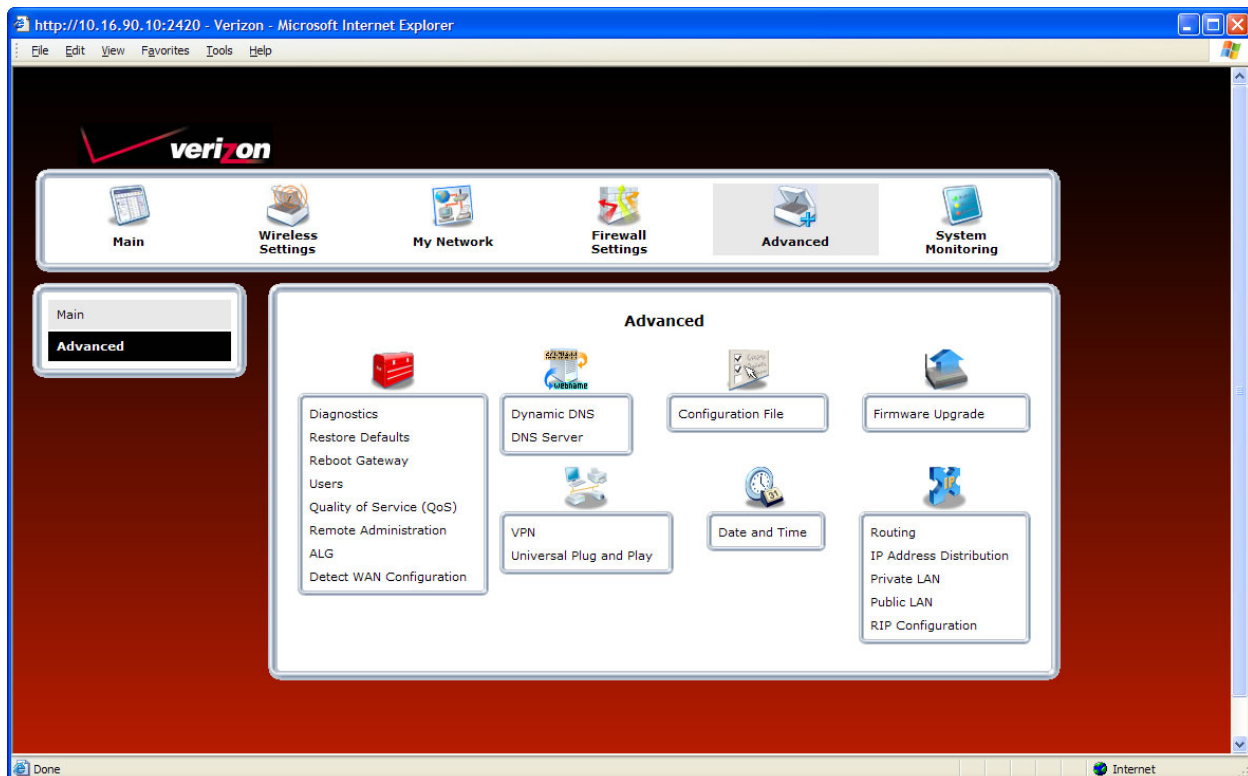 http://10.16.90.10:2420 - Verizon - Microsoft Internet Explorer
File Edit View Favorites Tools Help
verizon
Main
Wireless
Settings
My Network
Firewall
Settings
Advanced
System
Monitoring
Main
Advanced
Advanced
Diagnostics
Restore Defaults
Reboot Gateway
Users
Quality of Service (QoS)
Remote Administration
ALG
Detect WAN Configuration
webname
Dynamic DNS
DNS Server
Configuration File
Firmware Upgrade
VPN
Universal Plug and Play
31
Date and Time
IP
Routing
IP Address Distribution
Private LAN
Public LAN
RIP Configuration
Done
Internet